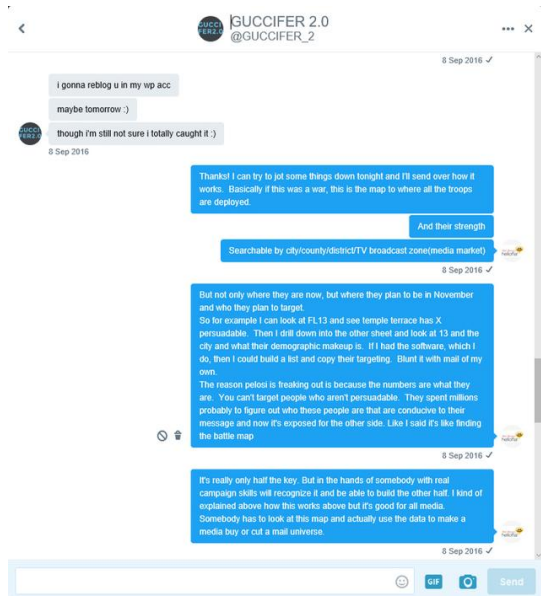 GUCCIFER 2.0
@GUCCIFER_2
8 Sep 2016
i gonna reblog u in my wp acc
maybe tomorrow :)
though i'm still not sure i totally caught it :)
8 Sep 2016
Thanks! I can try to jot some things down tonight and I'll send over how it
works. Basically if this was a war, this is the map to where all the troops
are deployed.
And their strength
Searchable by city/county/district/TV broadcast zone(media market)
8 Sep 2016
But not only where they are now, but where they plan to be in November
and who they plan to target.
So for example I can look at FL13 and see temple terrace has X
persuadable. Then I drill down into the other sheet and look at 13 and the
city and what their demographic makeup is. If I had the software, which I
do, then I could build a list and copy their targeting. Blunt it with mail of my
own.
The reason pelosi is freaking out is because the numbers are what they
are. You can't target people who aren't persuadable. They spent millions
probably to figure out who these people are that are conducive to their
message and now it's exposed for the other side. Like I said it's like finding
the battle map
8 Sep 2016
It's really only half the key. But in the hands of somebody with real
campaign skills will recognize it and be able to build the other half. I kind of
explained above how this works above but it's good for all media.
Somebody has to look at this map and actually use the data to make a
media buy or cut a mail universe.
8 Sep 2016
GIF
Send